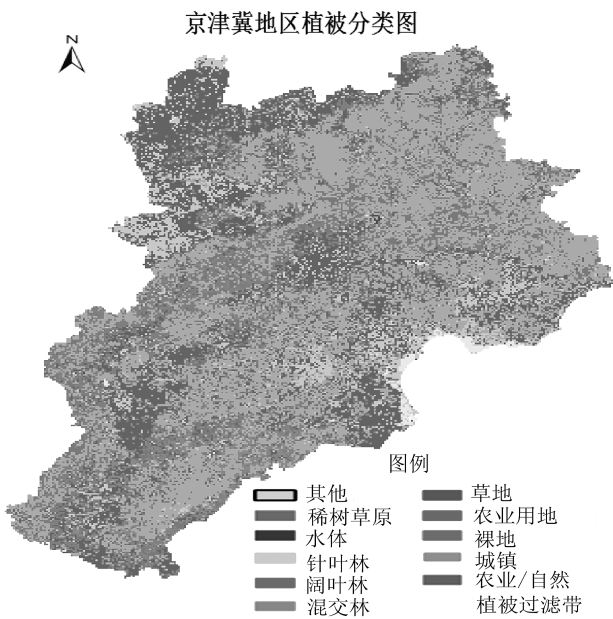 京津冀地区植被分类图
N
图例
其他
稀树草原
水体
针叶林
阔叶林
混交林
草地
农业用地
裸地
城镇
农业/自然
植被过滤带